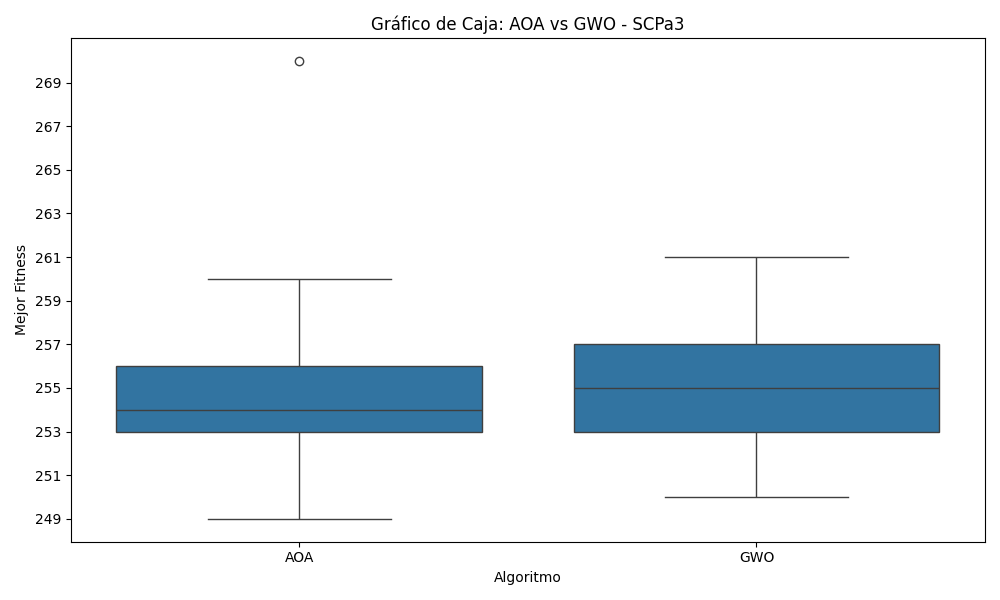 Gráfico de Caja: AOA vs GWO - SCPa3
Mejor Fitness
269
267
265
263
261
259
257
255
253
251
249
AOA
GWO
Algoritmo